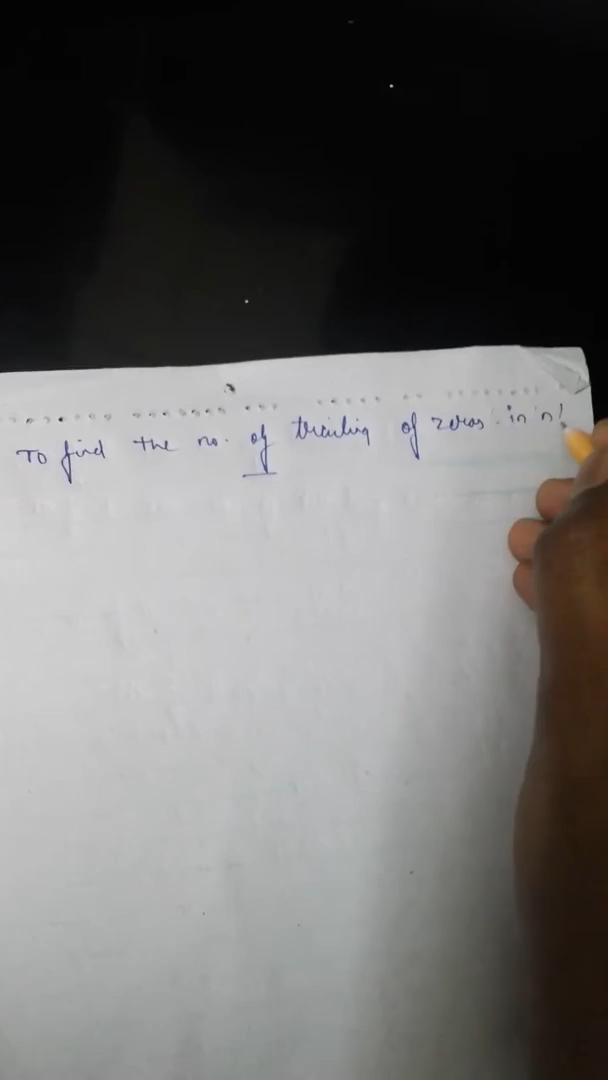 To find the no. of trailing of zeros in n!